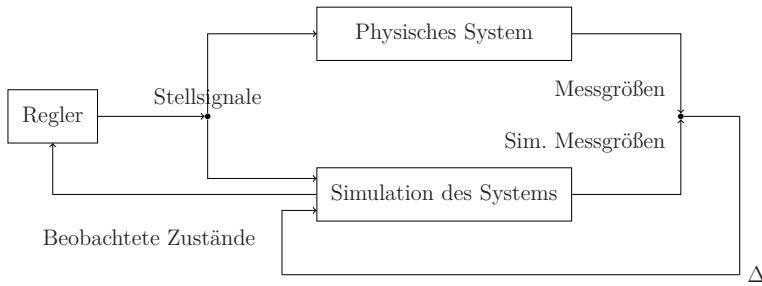 Physisches System
Stellsignale
Messgrößen
Regler
Sim. Messgrößen
Simulation des Systems
Beobachtete Zustände
Δ